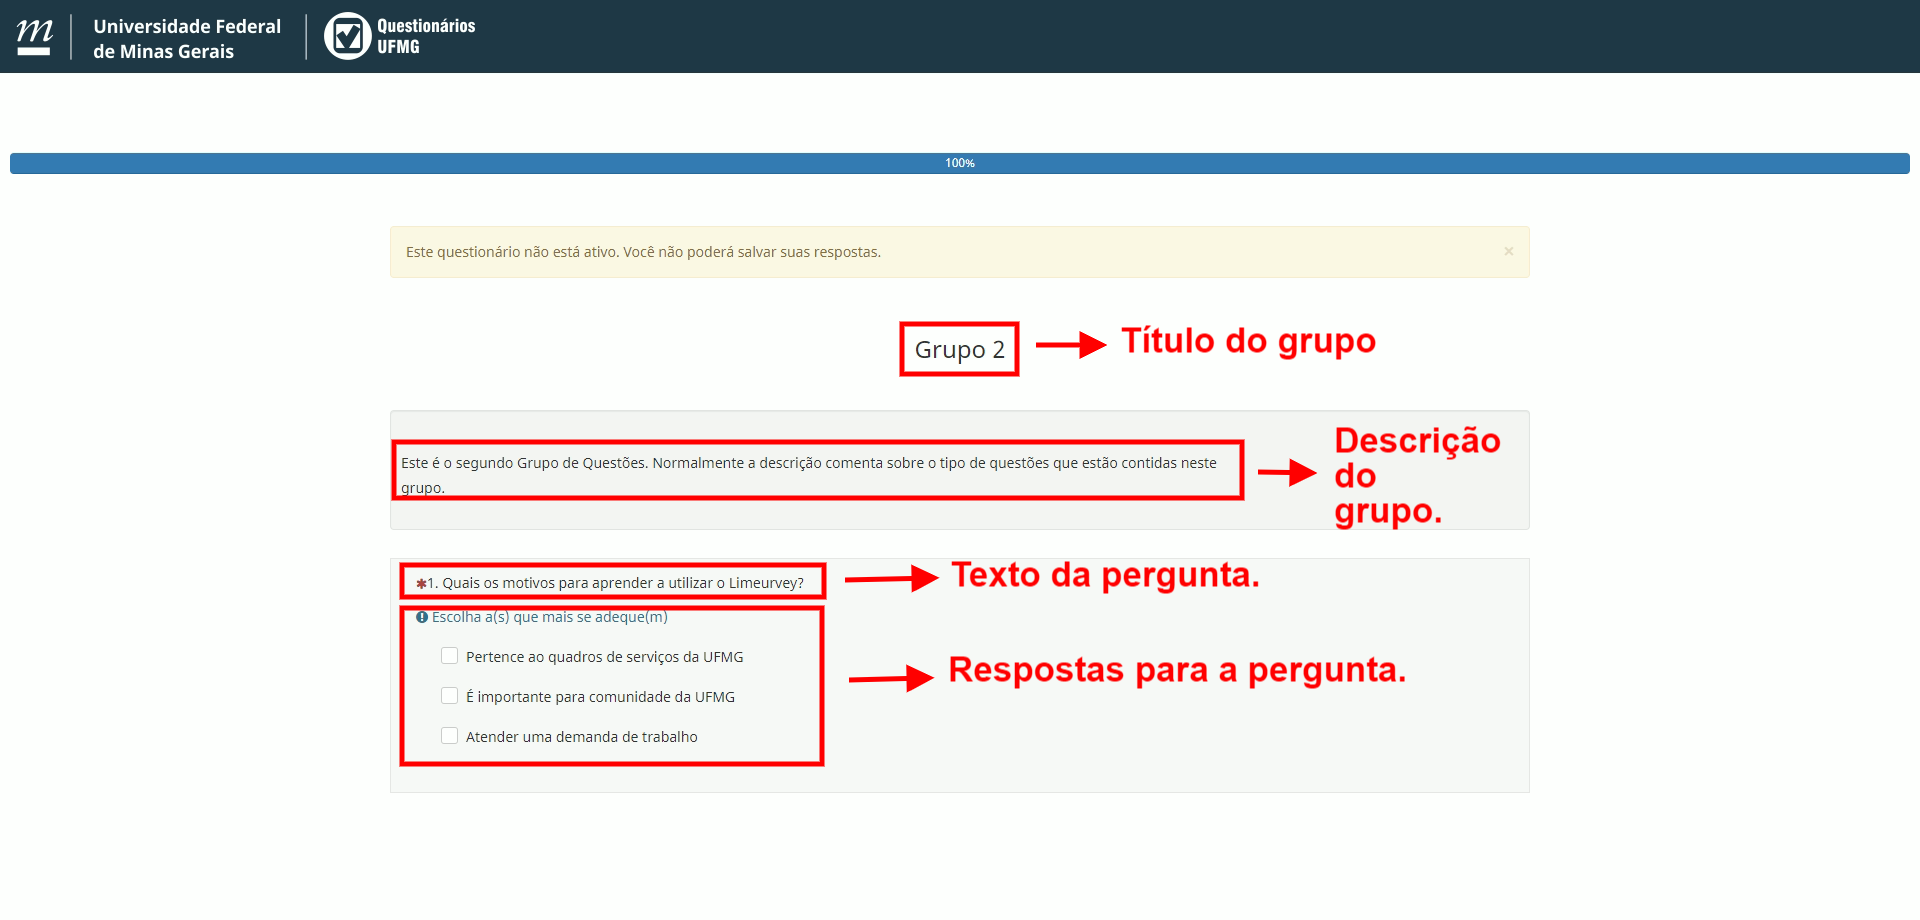 m
Universidade Federal
de Minas Gerais
Questionários
UFMG
100%
Este questionário não está ativo. Você não poderá salvar suas respostas.
×
Grupo 2
Título do grupo
Este é o segundo Grupo de Questões. Normalmente a descrição comenta sobre o tipo de questões que estão contidas neste
grupo.
Descrição
do
grupo.
*1. Quais os motivos para aprender a utilizar o Limeurvey?
Texto da pergunta.
Escolha a(s) que mais se adeque(m)
Pertence ao quadros de serviços da UFMG
É importante para comunidade da UFMG
Atender uma demanda de trabalho
Respostas para a pergunta.